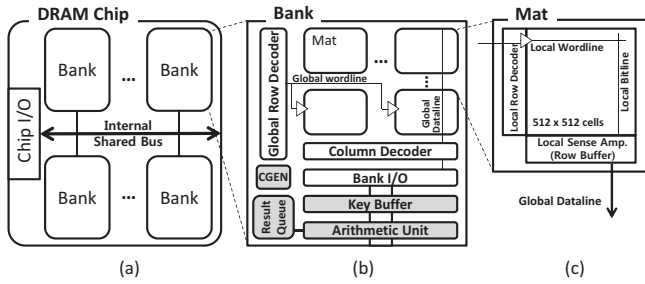 DRAM Chip
Bank
...
Bank
Chip I/O
Internal
Shared Bus
Bank
...
Bank
(a)
Bank
Global Row Decoder
Mat
...
Global wordline
...
Global
Dataline
Column Decoder
CGEN
Bank I/O
Result
Queue
Key Buffer
Arithmetic Unit
(b)
Mat
Local Row Decoder
Local Wordline
Local Bitline
512 x 512 cells
Local Sense Amp.
(Row Buffer)
Global Dataline
(c)